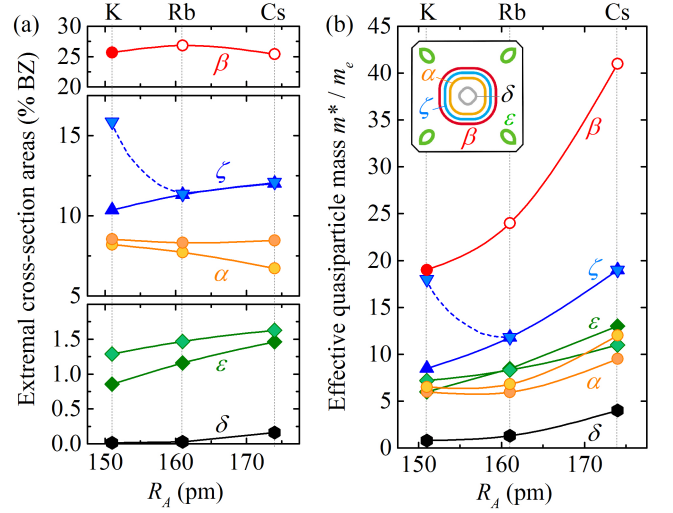 (a)
K Rb Cs
Extremal cross-section areas (% BZ)
30
25
20
β
15
10
5
ζ
α
1.5
1.0
0.5
0.0
ε
δ
150 160 170
R_A (pm)
(b)
K Rb Cs
Effective quasiparticle mass m* / m_e
45
40
35
30
25
20
15
10
5
0
α
ζ
β
δ
ε
β
ζ
ε
α
δ
150 160 170
R_A (pm)